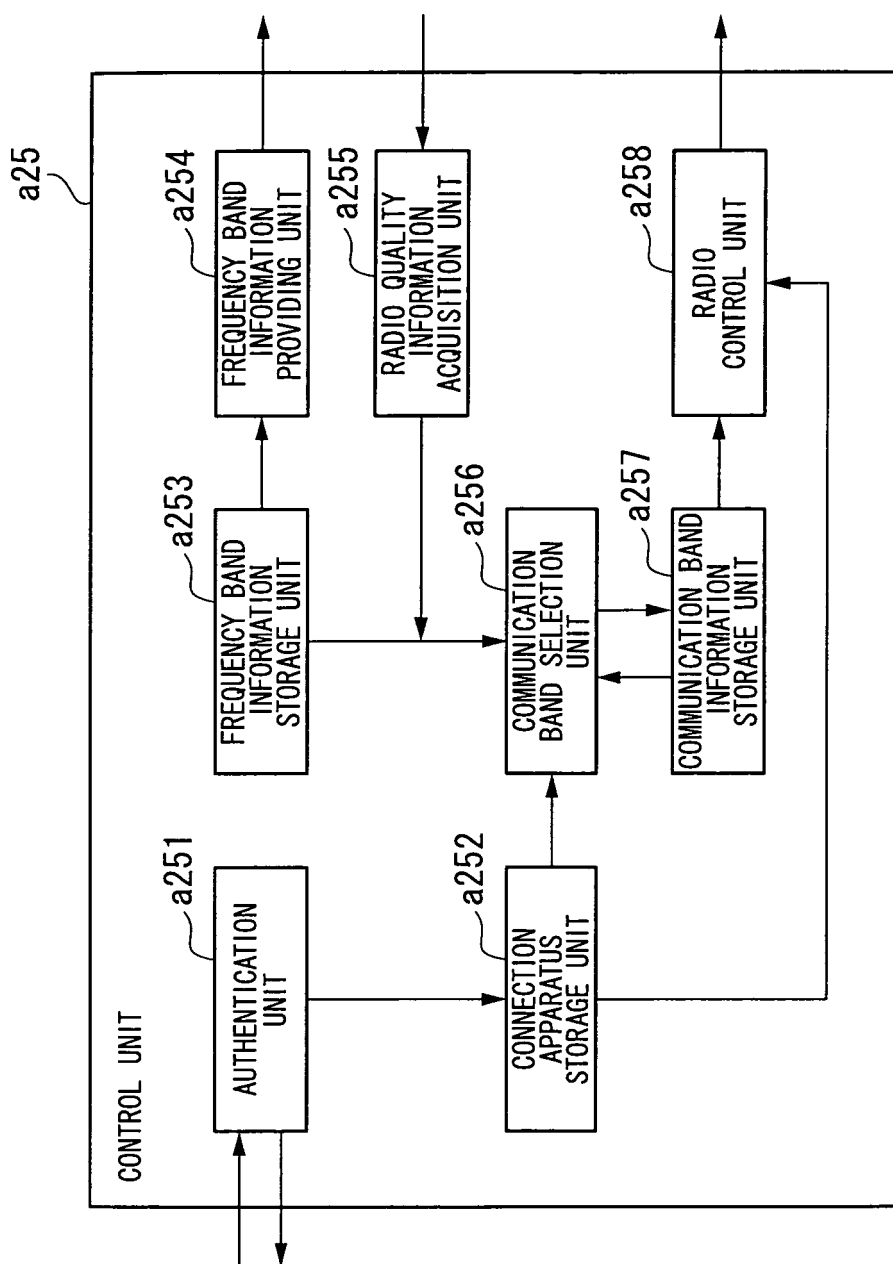 a25
CONTROL UNIT
a251
AUTHENTICATION
UNIT
a252
CONNECTION
APPARATUS
STORAGE UNIT
a253
FREQUENCY BAND
INFORMATION
STORAGE UNIT
a254
FREQUENCY BAND
INFORMATION
PROVIDING UNIT
a255
RADIO QUALITY
INFORMATION
ACQUISITION UNIT
a256
COMMUNICATION
BAND SELECTION
UNIT
a257
COMMUNICATION BAND
INFORMATION
STORAGE UNIT
a258
RADIO
CONTROL UNIT